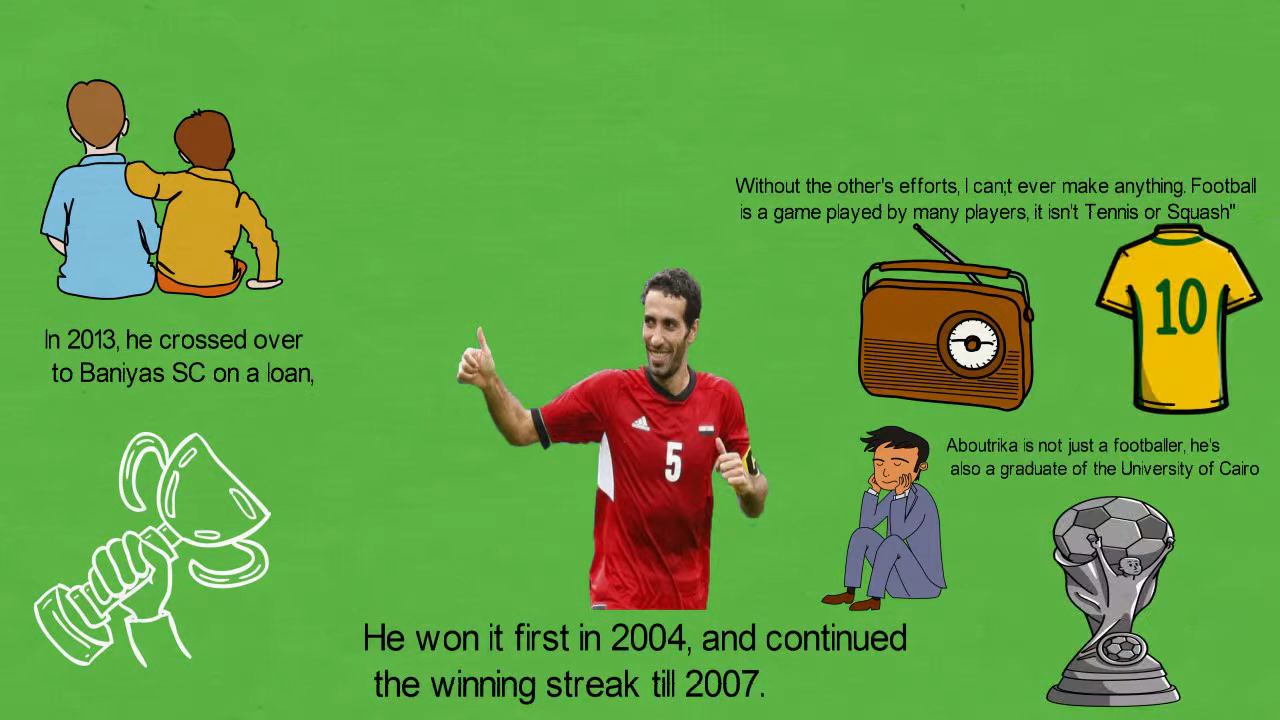 Without the other's efforts, I can;t ever make anything. Football
is a game played by many players, it isn't Tennis or Squash"
10
In 2013, he crossed over
to Baniyas SC on a loan,
5
Aboutrika is not just a footballer, he's
also a graduate of the University of Cairo
He won it first in 2004, and continued
the winning streak till 2007.